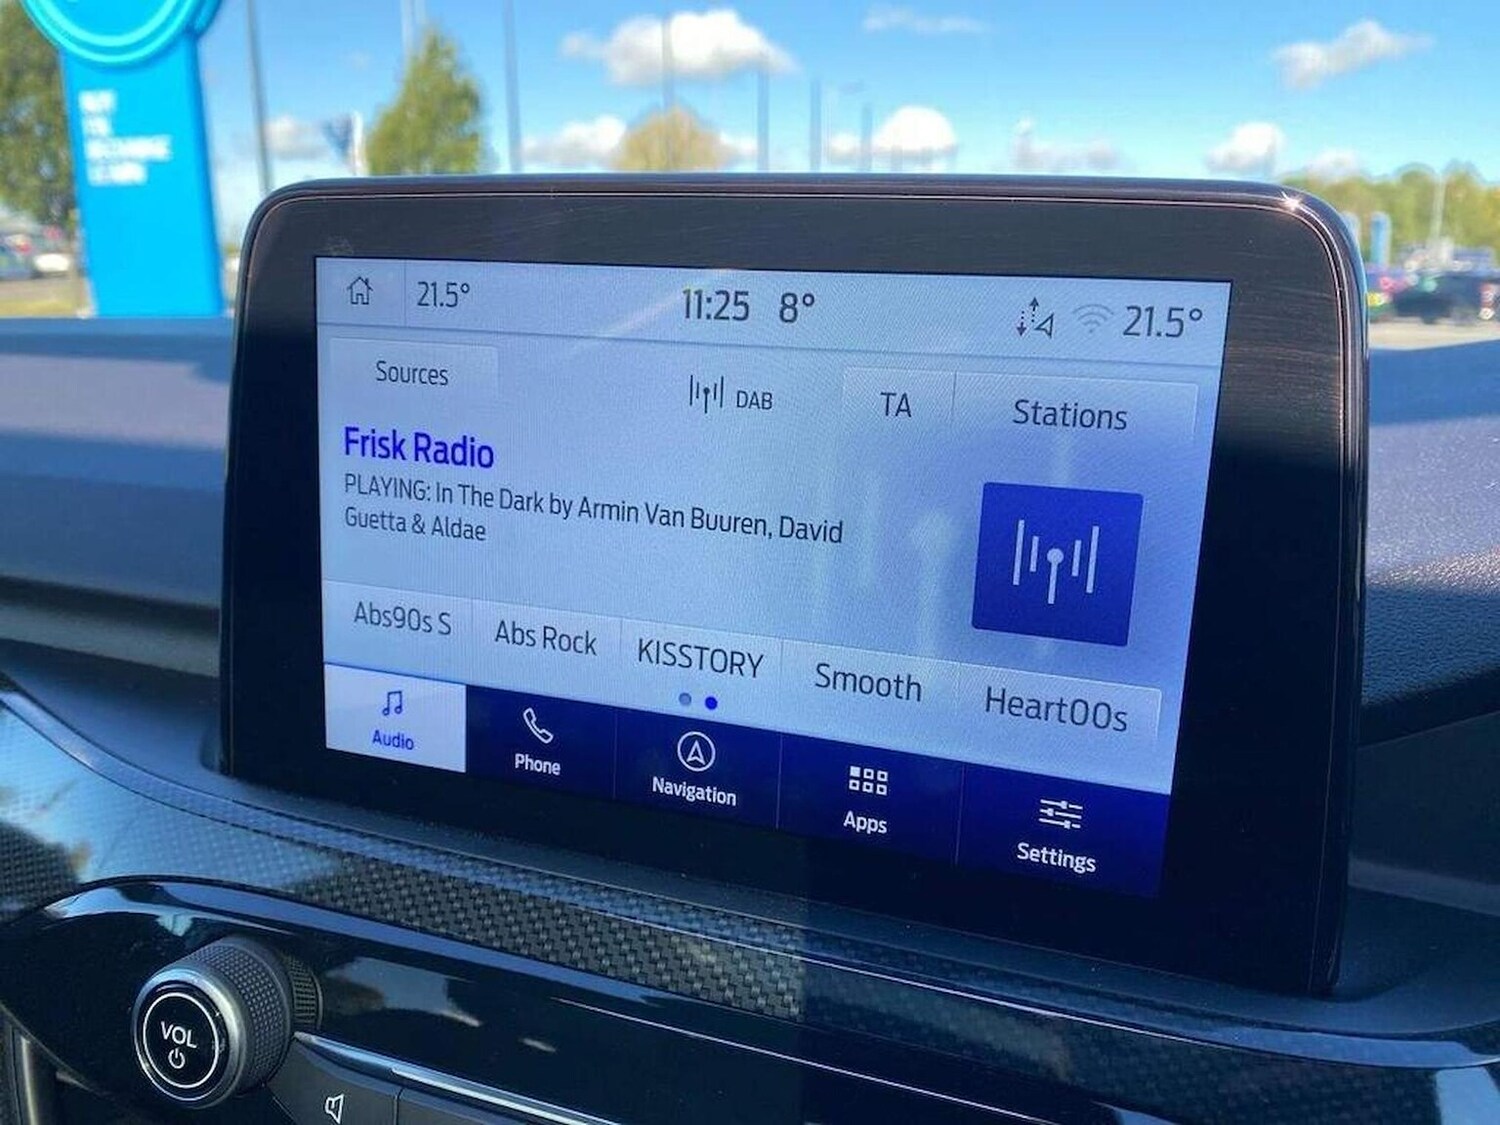 21.5°
11:25 8°
21.5°
Sources
DAB
TA
Stations
Frisk Radio
PLAYING: In The Dark by Armin Van Buuren, David
Guetta & Aldae
Abs90s S
Abs Rock
KISSTORY
Smooth
Heart00s
Audio
Phone
Navigation
Apps
Settings
VOL